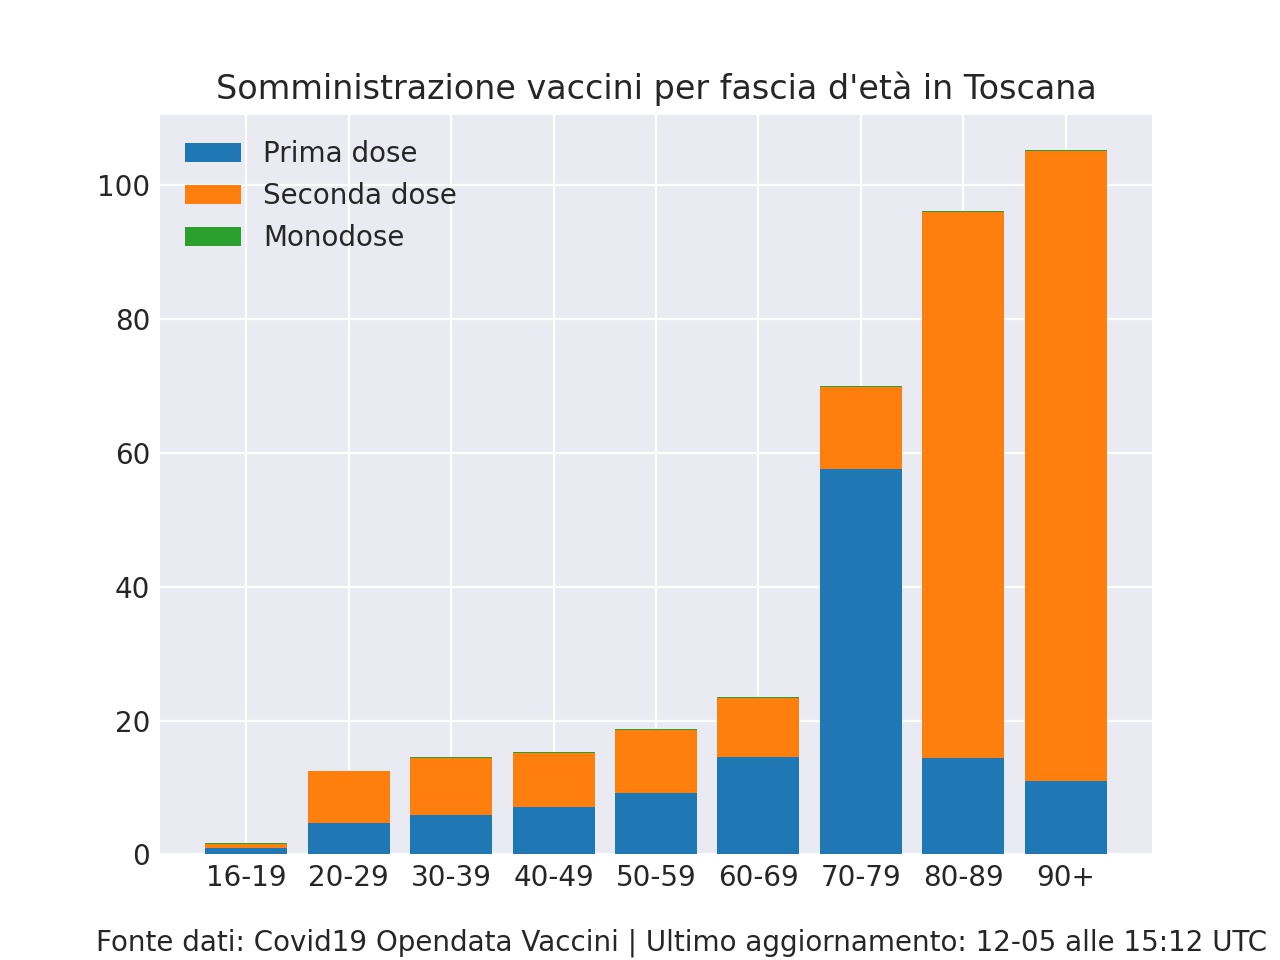 Somministrazione vaccini per fascia d'età in Toscana
Prima dose
Seconda dose
Monodose
100
80
60
40
20
0
16-19 20-29 30-39 40-49 50-59 60-69 70-79 80-89 90+
Fonte dati: Covid19 Opendata Vaccini | Ultimo aggiornamento: 12-05 alle 15:12 UTC